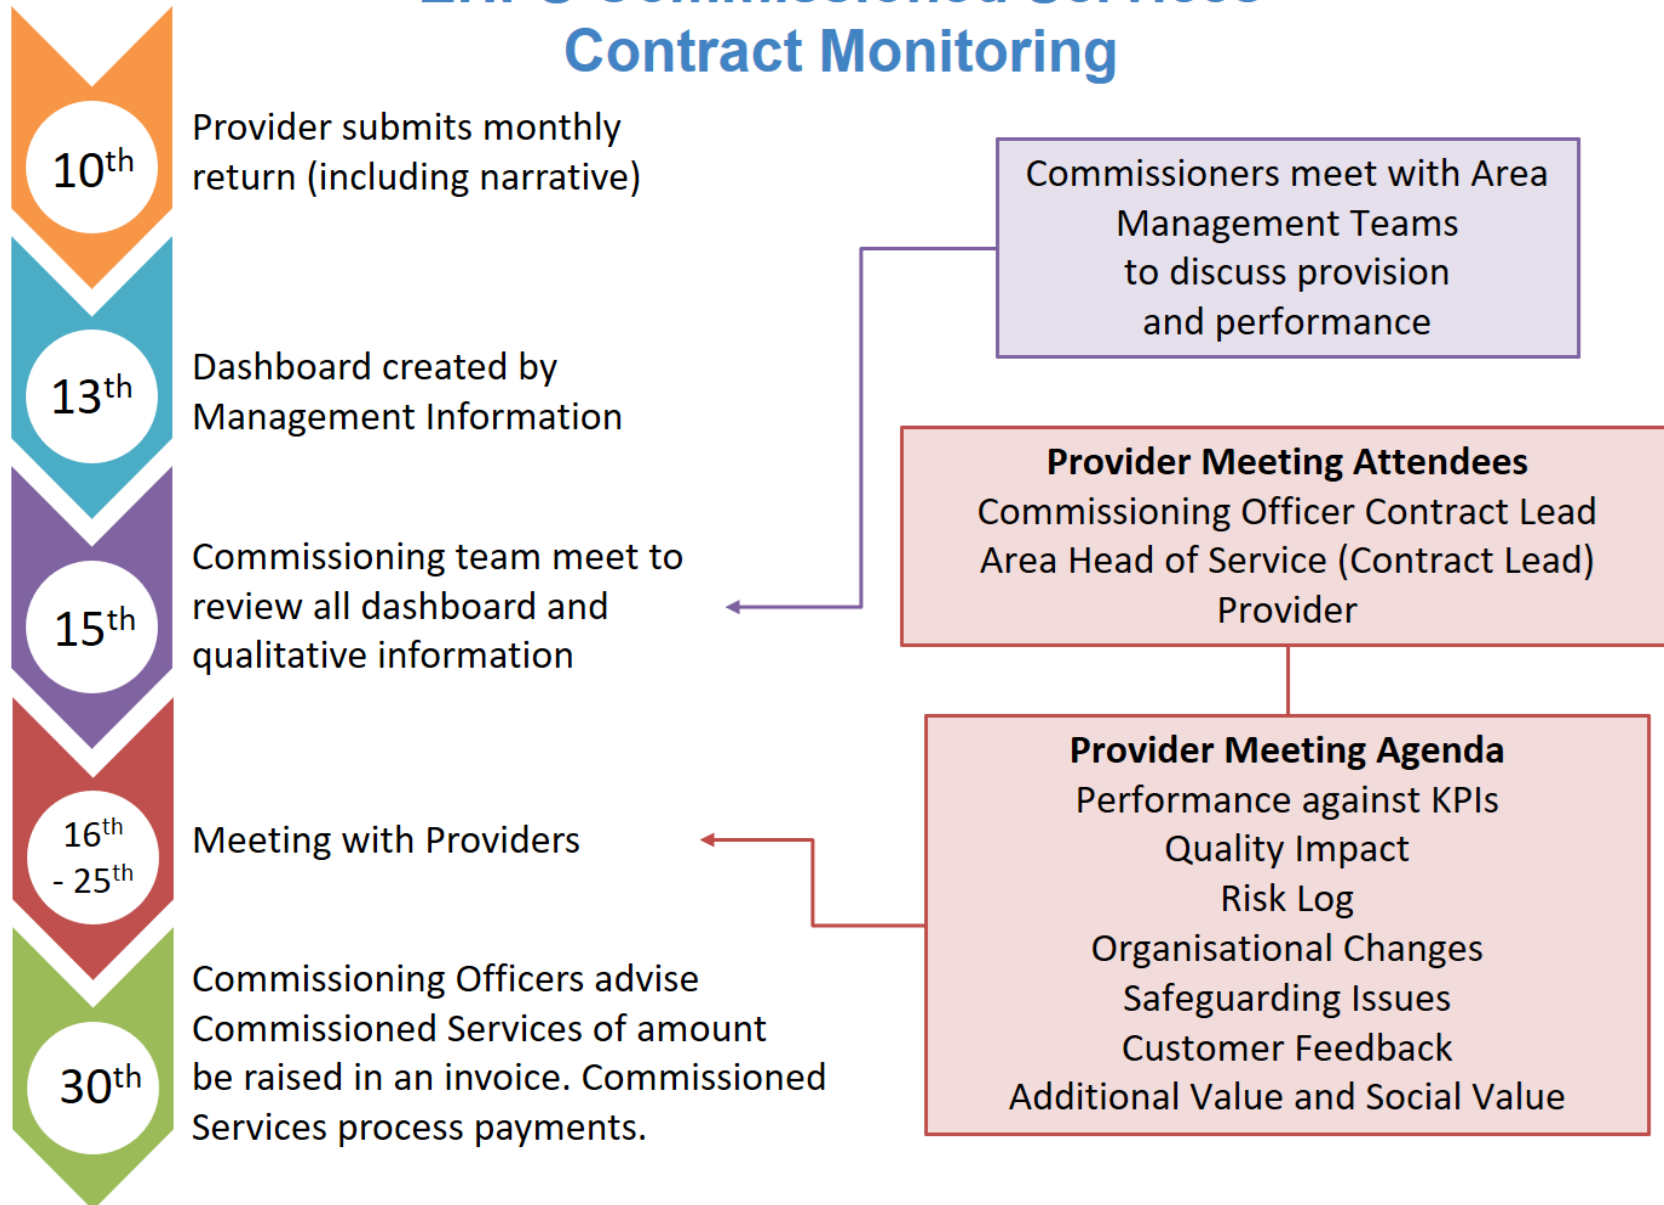 Commissioned Services
Contract Monitoring
10th
Provider submits monthly
return (including narrative)
13th
Dashboard created by
Management Information
15th
Commissioning team meet to
review all dashboard and
qualitative information
16th
- 25th
Meeting with Providers
30th
Commissioning Officers advise
Commissioned Services of amount
be raised in an invoice. Commissioned
Services process payments.
Commissioners meet with Area
Management Teams
to discuss provision
and performance
Provider Meeting Attendees
Commissioning Officer Contract Lead
Area Head of Service (Contract Lead)
Provider
Provider Meeting Agenda
Performance against KPIs
Quality Impact
Risk Log
Organisational Changes
Safeguarding Issues
Customer Feedback
Additional Value and Social Value